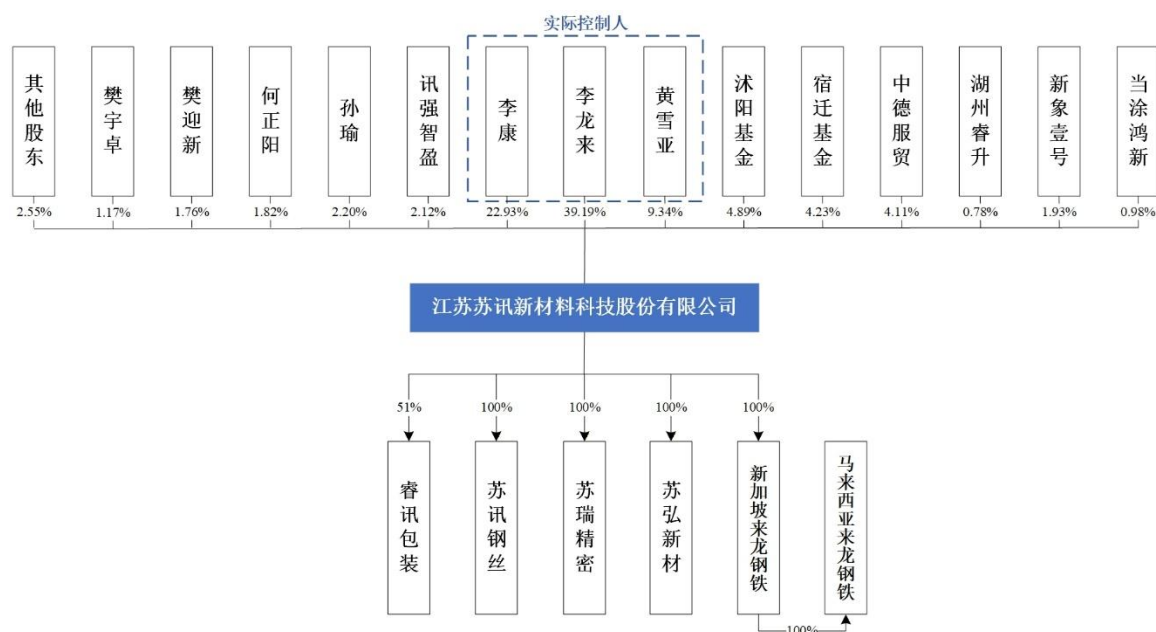 实际控制人
其他股东
樊宇卓
樊迎新
何正阳
孙瑜
讯强智盈
李康
李龙来
黄雪亚
沭阳基金
宿迁基金
中德服贸
湖州睿升
新象壹号
当涂鸿新
2.55%
1.17%
1.76%
1.82%
2.20%
2.12%
22.93%
39.19%
9.34%
4.89%
4.23%
4.11%
0.78%
1.93%
0.98%
江苏苏讯新材料科技股份有限公司
51%
100%
100%
100%
100%
睿讯包装
苏讯钢丝
苏瑞精密
苏弘新材
新加坡来龙钢铁
马来西亚来龙钢铁
100%